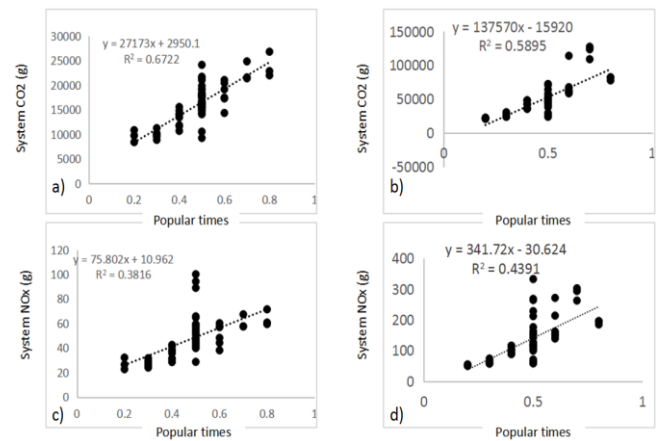 y = 27173x + 2950.1
R² = 0.6722
System CO2 (g)
30000
25000
20000
15000
10000
5000
0
0 0.2 0.4 0.6 0.8 1
a)
Popular times
y = 137570x - 15920
R² = 0.5895
System CO2 (g)
150000
100000
50000
0
-50000
0 0.5 1
b)
Popular times
y = 75.802x + 10.962
R² = 0.3816
System NOx (g)
120
100
80
60
40
20
0
0 0.2 0.4 0.6 0.8 1
c)
Popular times
y = 341.72x - 30.624
R² = 0.4391
System NOx (g)
400
300
200
100
0
0 0.5 1
d)
Popular times